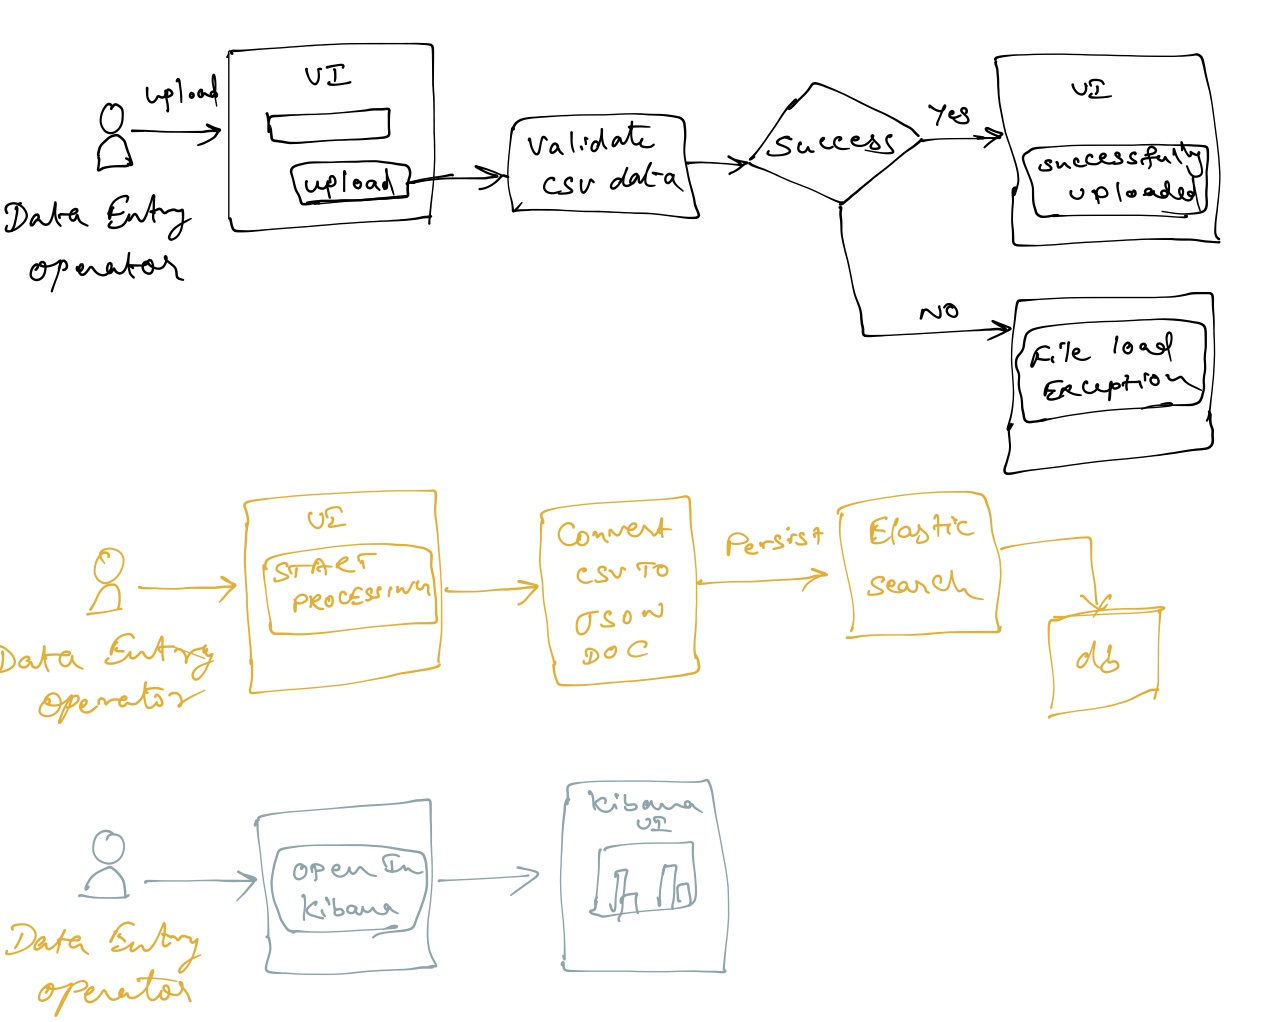 upload
UI
upload
Data Entry
operator
Validate
CSV data
Success
Yes
UI
successfully
uploaded
NO
File load
Exception
UI
START
PROCESSING
Data Entry
operator
Convert
CSV TO
JSON
DOC
Persist
Elastic
search
db
open In
kibana
Data Entry
operator
kibana
UI